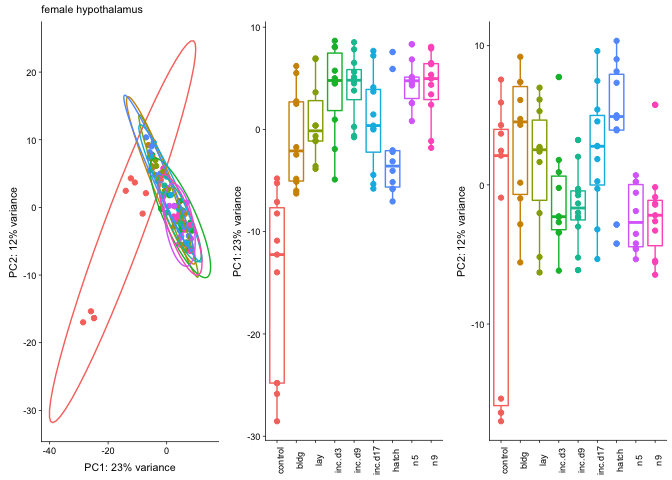 female hypothalamus
PC2: 12% variance
20
10
0
-10
-20
-30
-40
-20
0
PC1: 23% variance
PC1: 23% variance
10
0
-10
-20
-30
control
bldg
lay
inc.d3
inc.d9
inc.d17
hatch
n5
n9
PC2: 12% variance
10
0
-10
control
bldg
lay
inc.d3
inc.d9
inc.d17
hatch
n5
n9